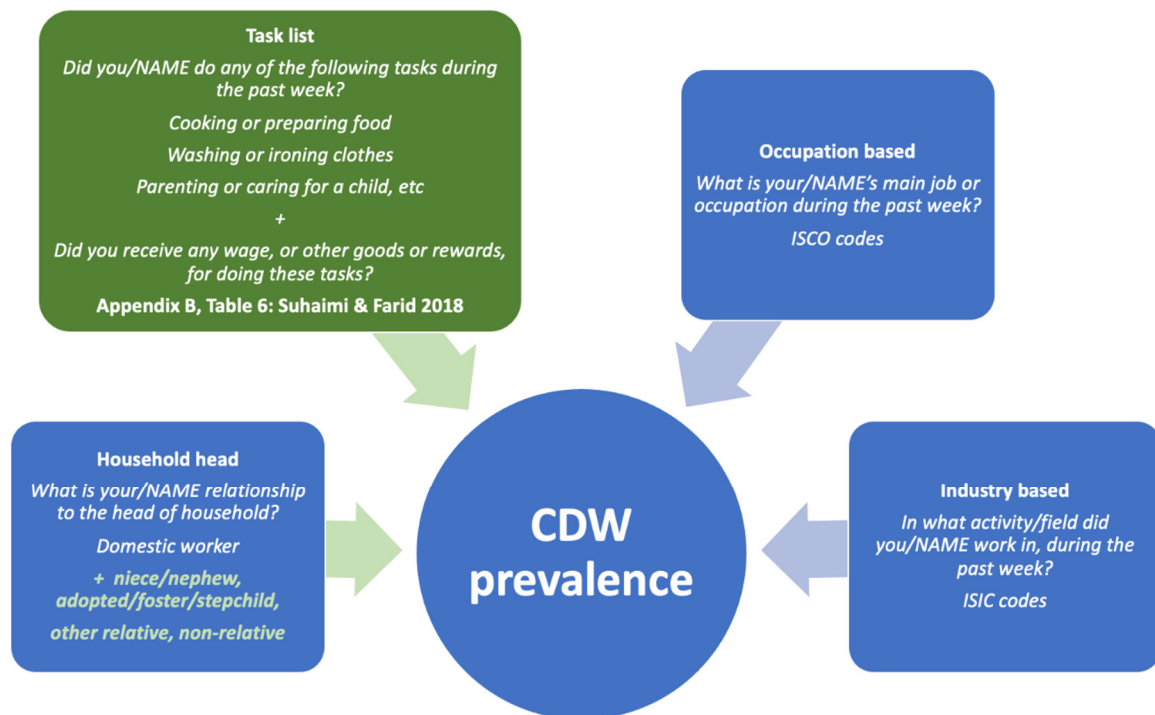 Task list
Did you/NAME do any of the following tasks during
the past week?
Cooking or preparing food
Washing or ironing clothes
Parenting or caring for a child, etc
+
Did you receive any wage, or other goods or rewards,
for doing these tasks?
Appendix B, Table 6: Suhaimi & Farid 2018
Occupation based
What is your/NAME's main job or
occupation during the past week?
ISCO codes
Household head
What is your/NAME relationship
to the head of household?
Domestic worker
+ niece/nephew,
adopted/foster/stepchild,
other relative, non-relative
CDW
prevalence
Industry based
In what activity/field did
you/NAME work in, during the
past week?
ISIC codes